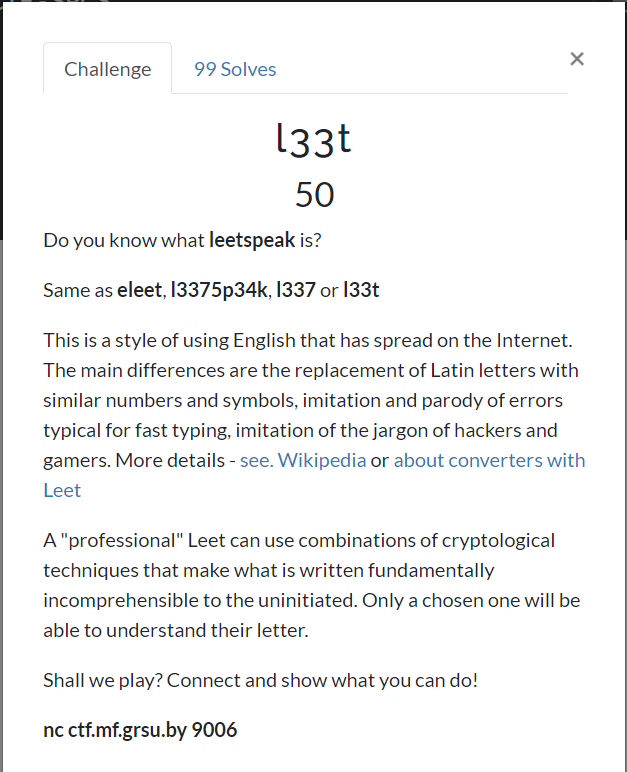 Challenge
99 Solves
×
l33t
50
Do you know what leetspeak is?
Same as eleet, l3375p34k, l337 or l33t
This is a style of using English that has spread on the Internet.
The main differences are the replacement of Latin letters with
similar numbers and symbols, imitation and parody of errors
typical for fast typing, imitation of the jargon of hackers and
gamers. More details - see. Wikipedia or about converters with
Leet
A "professional" Leet can use combinations of cryptological
techniques that make what is written fundamentally
incomprehensible to the uninitiated. Only a chosen one will be
able to understand their letter.
Shall we play? Connect and show what you can do!
nc ctf.mf.grsu.by 9006